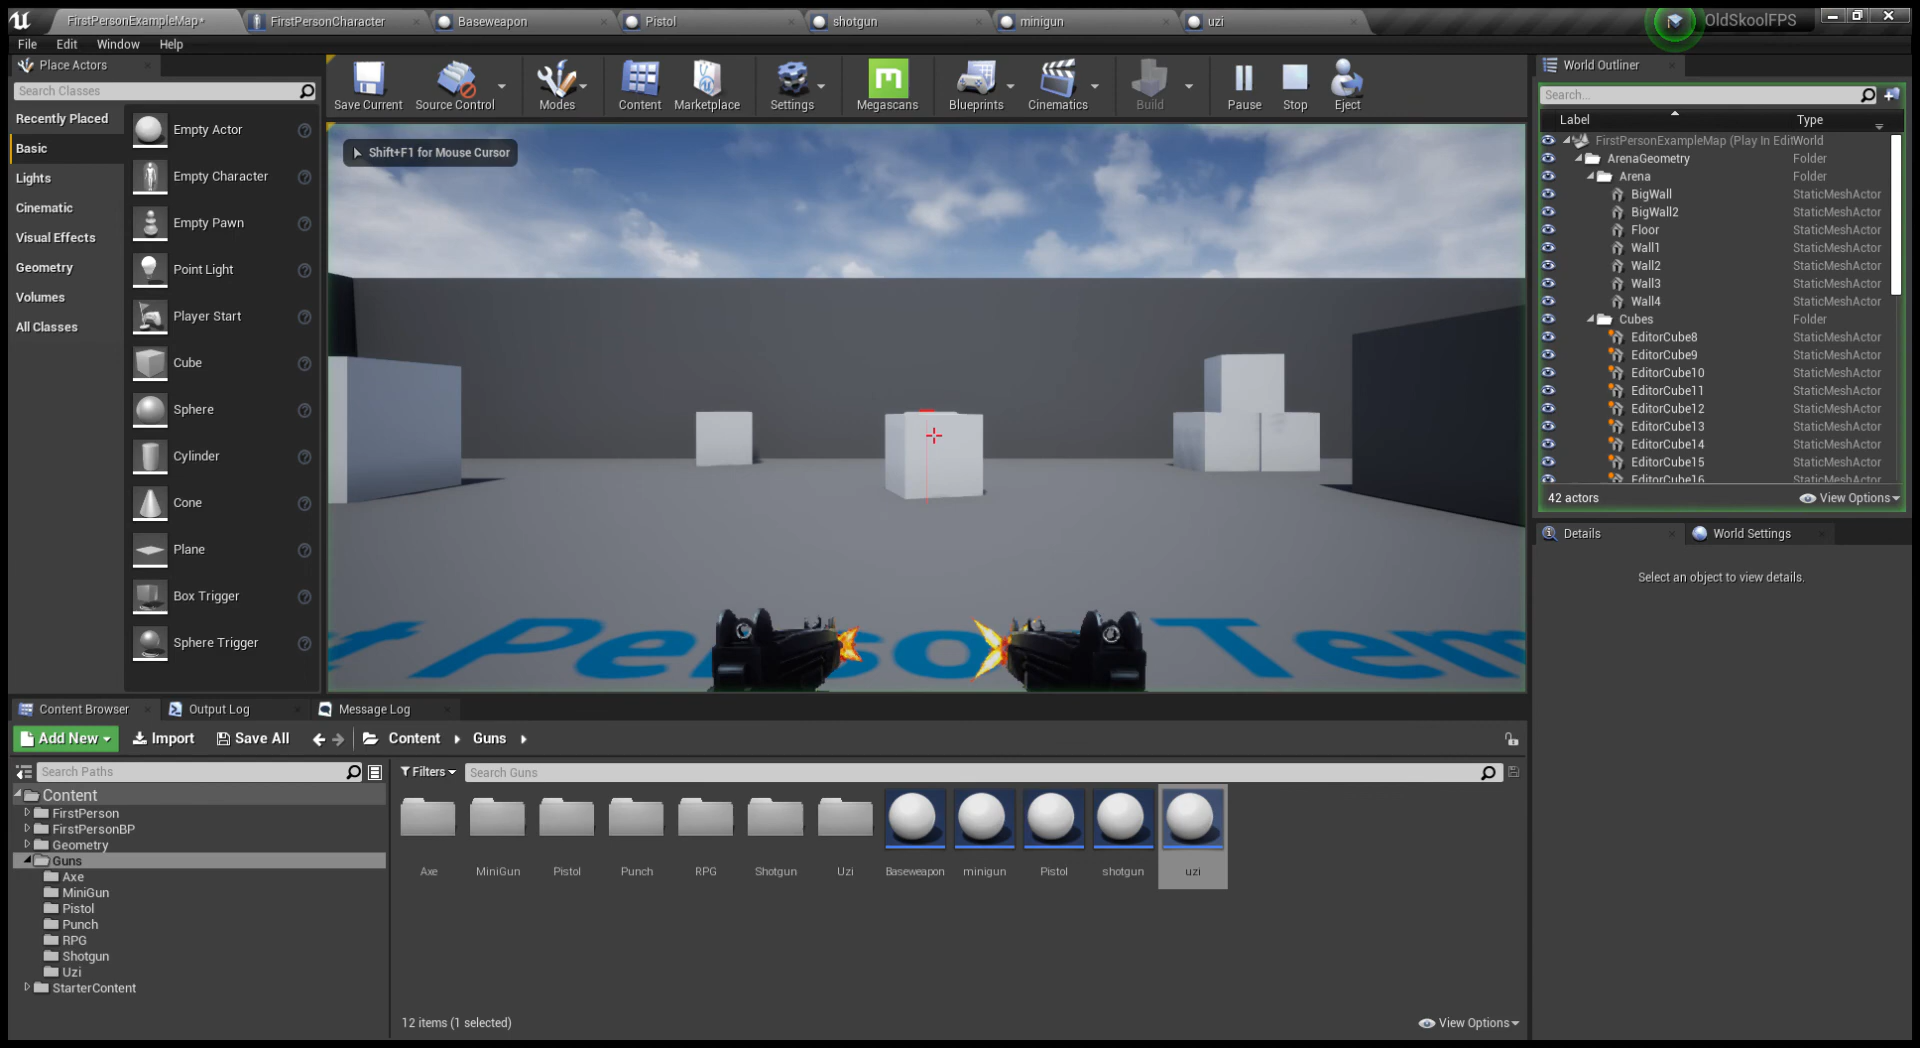 FirstPersonExampleMap*
FirstPersonCharacter
Baseweapon
Pistol
shotgun
minigun
uzi
OldSkoolFPS
File Edit Window Help
Place Actors
Search Classes
Recently Placed
Basic
Lights
Cinematic
Visual Effects
Geometry
Volumes
All Classes
Empty Actor
Empty Character
Empty Pawn
Point Light
Player Start
Cube
Sphere
Cylinder
Cone
Plane
Box Trigger
Sphere Trigger
Save Current
Source Control
Modes
Content
Marketplace
Settings
Megascans
Blueprints
Cinematics
Build
Pause
Stop
Eject
Shift+F1 for Mouse Cursor
World Outliner
Search...
Label Type
FirstPersonExampleMap (Play In EditWorld
ArenaGeometry Folder
Arena Folder
BigWall StaticMeshActor
BigWall2 StaticMeshActor
Floor StaticMeshActor
Wall1 StaticMeshActor
Wall2 StaticMeshActor
Wall3 StaticMeshActor
Wall4 StaticMeshActor
Cubes Folder
EditorCube8 StaticMeshActor
EditorCube9 StaticMeshActor
EditorCube10 StaticMeshActor
EditorCube11 StaticMeshActor
EditorCube12 StaticMeshActor
EditorCube13 StaticMeshActor
EditorCube14 StaticMeshActor
EditorCube15 StaticMeshActor
EditorCube16 StaticMeshActor
42 actors View Options
Details
World Settings
Select an object to view details.
Content Browser
Output Log
Message Log
Add New Import Save All Content Guns
Search Paths
Content
FirstPerson
FirstPersonBP
Geometry
Guns
Axe
MiniGun
Pistol
Punch
RPG
Shotgun
Uzi
StarterContent
Filters Search Guns
Axe MiniGun Pistol Punch RPG Shotgun Uzi Baseweapon minigun Pistol shotgun uzi
12 items (1 selected) View Options